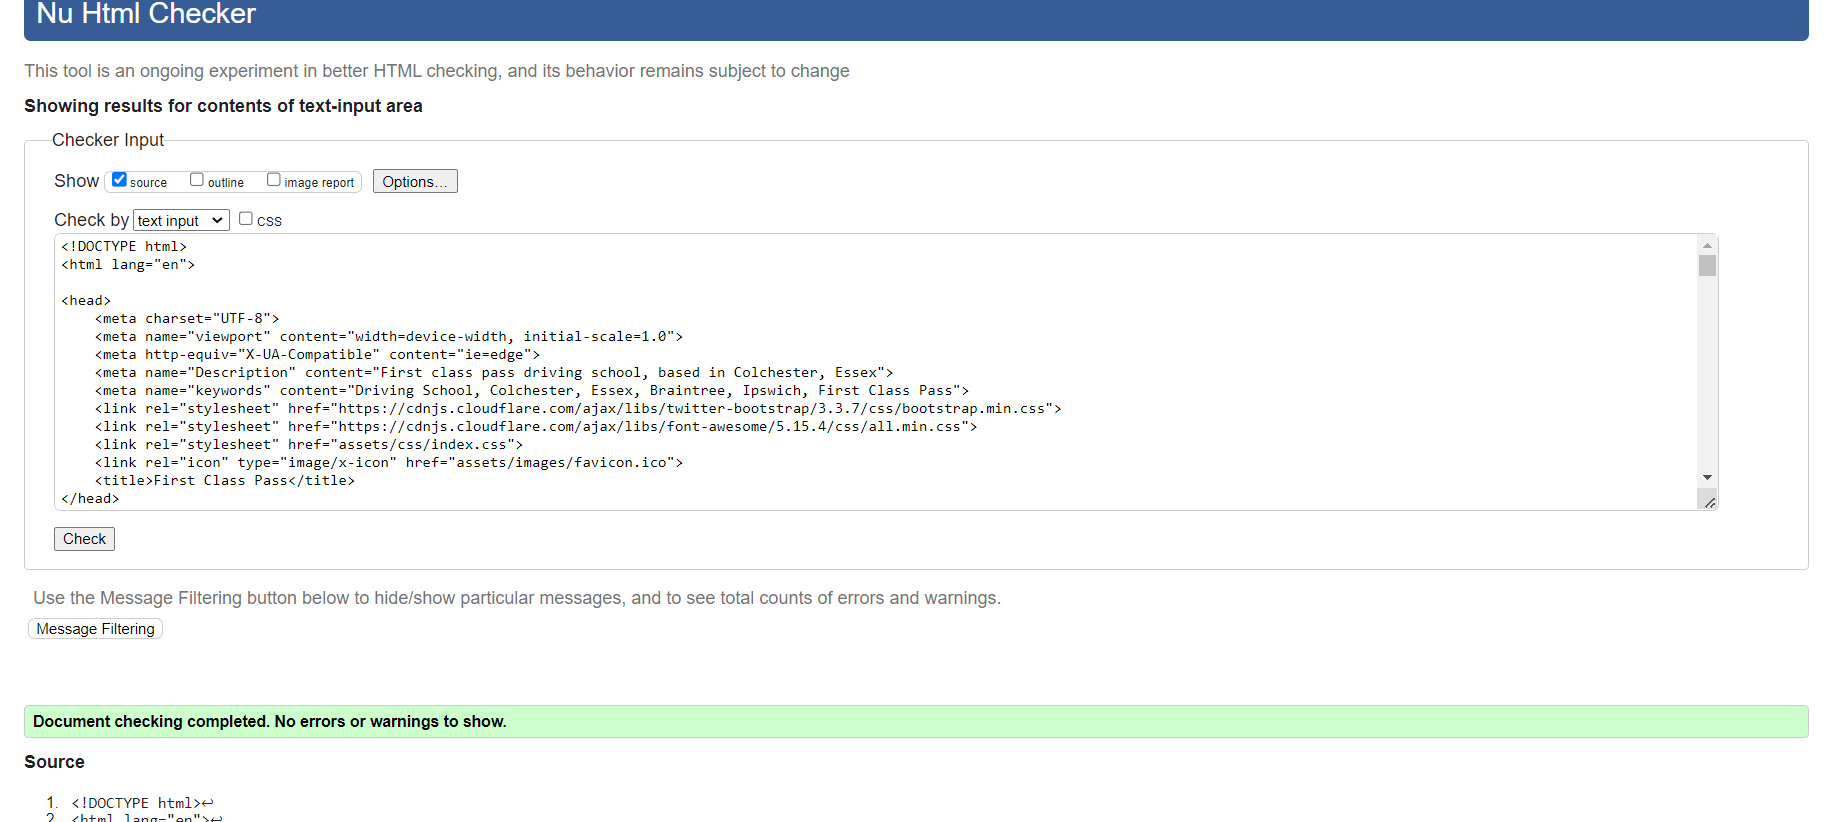 Nu Html Checker
This tool is an ongoing experiment in better HTML checking, and its behavior remains subject to change
Showing results for contents of text-input area
Checker Input
Show source outline image report Options...
Check by text input css
<!DOCTYPE html>
<html lang="en">
<head>
<meta charset="UTF-8">
<meta name="viewport" content="width=device-width, initial-scale=1.0">
<meta http-equiv="X-UA-Compatible" content="ie=edge">
<meta name="Description" content="First class pass driving school, based in Colchester, Essex">
<meta name="keywords" content="Driving School, Colchester, Essex, Braintree, Ipswich, First Class Pass">
<link rel="stylesheet" href="https://cdnjs.cloudflare.com/ajax/libs/twitter-bootstrap/3.3.7/css/bootstrap.min.css">
<link rel="stylesheet" href="https://cdnjs.cloudflare.com/ajax/libs/font-awesome/5.15.4/css/all.min.css">
<link rel="stylesheet" href="assets/css/index.css">
<link rel="icon" type="image/x-icon" href="assets/images/favicon.ico">
<title>First Class Pass</title>
</head>
Check
Use the Message Filtering button below to hide/show particular messages, and to see total counts of errors and warnings.
Message Filtering
Document checking completed. No errors or warnings to show.
Source
1. <!DOCTYPE html>↩
2. <html lang="en">↩